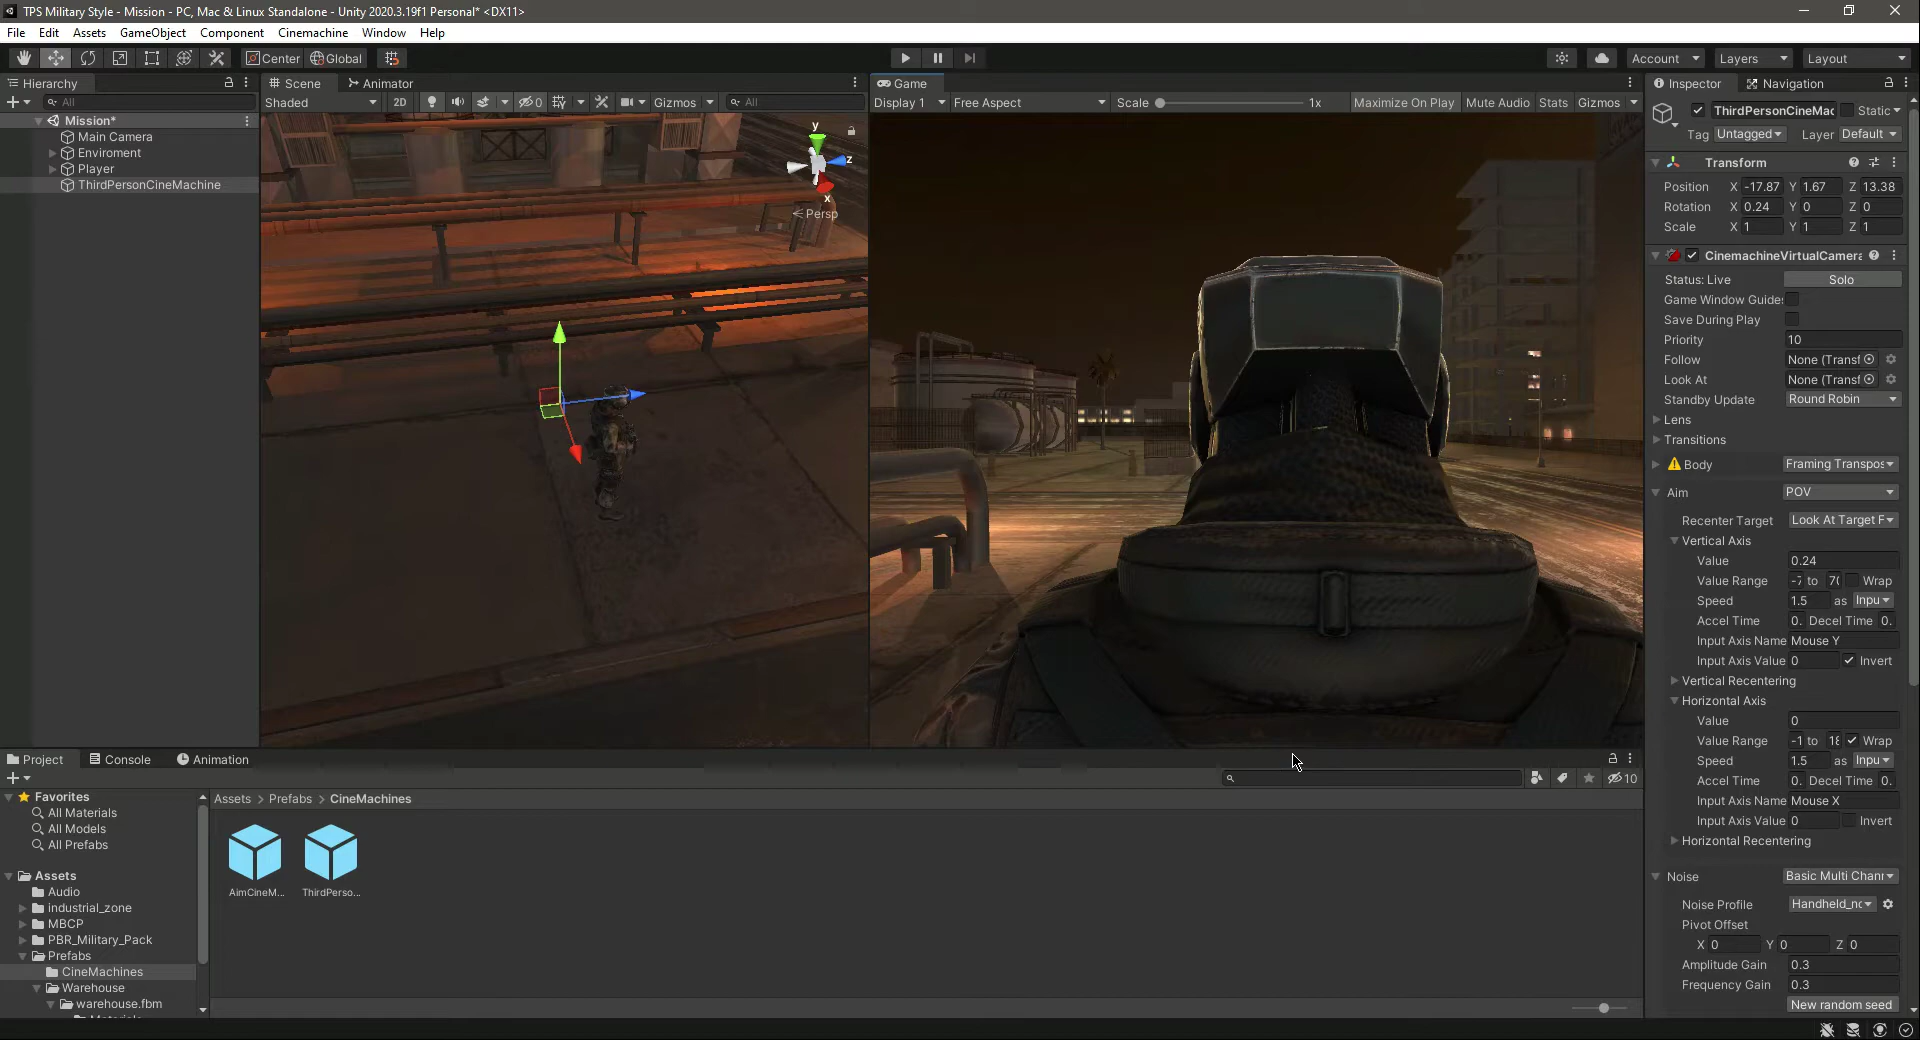 TPS Military Style - Mission - PC, Mac & Linux Standalone - Unity 2020.3.19f1 Personal* <DX11>
File Edit Assets GameObject Component Cinemachine Window Help
Center Global
Account Layers Layout
Hierarchy
All
Mission*
Main Camera
Enviroment
Player
ThirdPersonCineMachine
Scene Animator
Shaded 2D 0 Gizmos All
y
z
x
Persp
Game
Display 1 Free Aspect Scale 1x Maximize On Play Mute Audio Stats Gizmos
Inspector Navigation
ThirdPersonCineMac Static
Tag Untagged Layer Default
Transform
Position X -17.87 Y 1.67 Z 13.38
Rotation X 0.24 Y 0 Z 0
Scale X 1 Y 1 Z 1
CinemachineVirtualCamera
Status: Live Solo
Game Window Guide:
Save During Play
Priority 10
Follow None (Transf
Look At None (Transf
Standby Update Round Robin
Lens
Transitions
Body Framing Transpos
Aim POV
Recenter Target Look At Target F
Vertical Axis
Value 0.24
Value Range -7 to 7( Wrap
Speed 1.5 as Inpu
Accel Time 0. Decel Time 0.
Input Axis Name Mouse Y
Input Axis Value 0 Invert
Vertical Recentering
Horizontal Axis
Value 0
Value Range -1 to 18 Wrap
Speed 1.5 as Inpu
Accel Time 0. Decel Time 0.
Input Axis Name Mouse X
Input Axis Value 0 Invert
Horizontal Recentering
Noise Basic Multi Chanr
Noise Profile Handheld_nc
Pivot Offset
X 0 Y 0 Z 0
Amplitude Gain 0.3
Frequency Gain 0.3
New random seed
Project Console Animation
10
Favorites
All Materials
All Models
All Prefabs
Assets
Audio
industrial_zone
MBCP
PBR_Military_Pack
Prefabs
CineMachines
Warehouse
warehouse.fbm
Assets > Prefabs > CineMachines
AimCineM...
ThirdPerso...